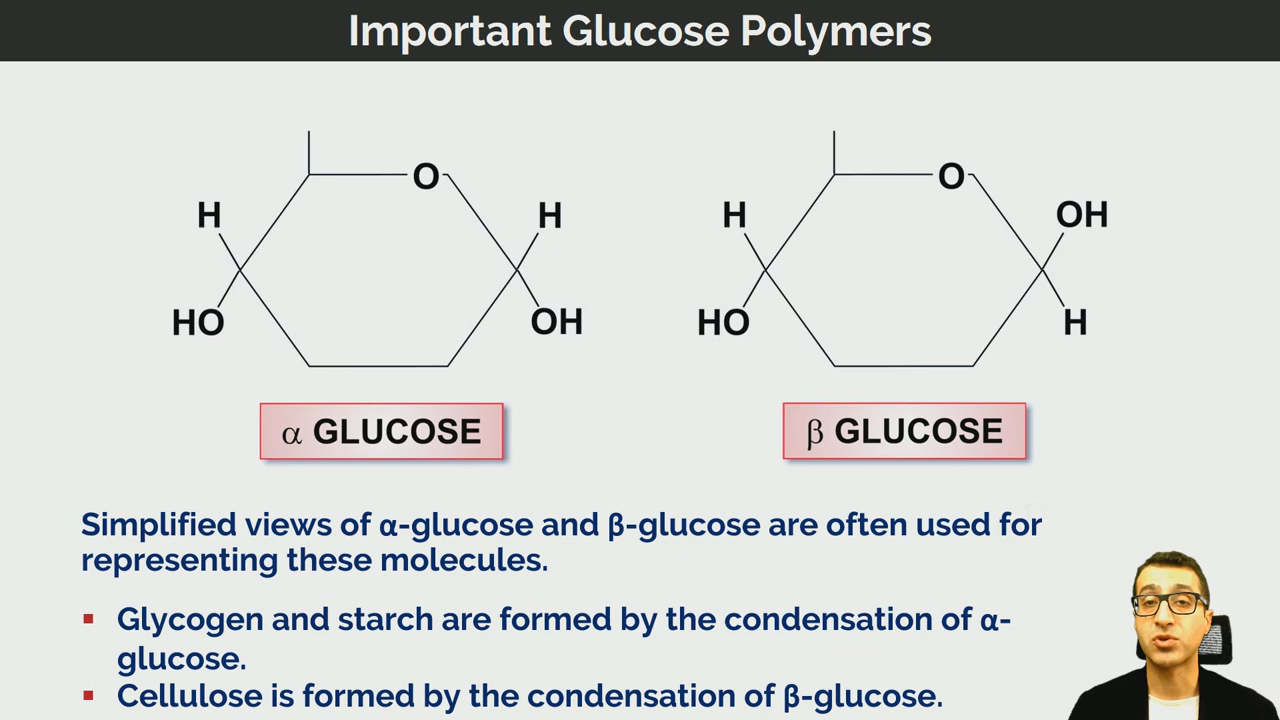 Important Glucose Polymers
O
O
H
H
H
OH
HO
OH
HO
H
α GLUCOSE
β GLUCOSE
Simplified views of α-glucose and β-glucose are often used for
representing these molecules.
▪ Glycogen and starch are formed by the condensation of α-
glucose.
▪ Cellulose is formed by the condensation of β-glucose.